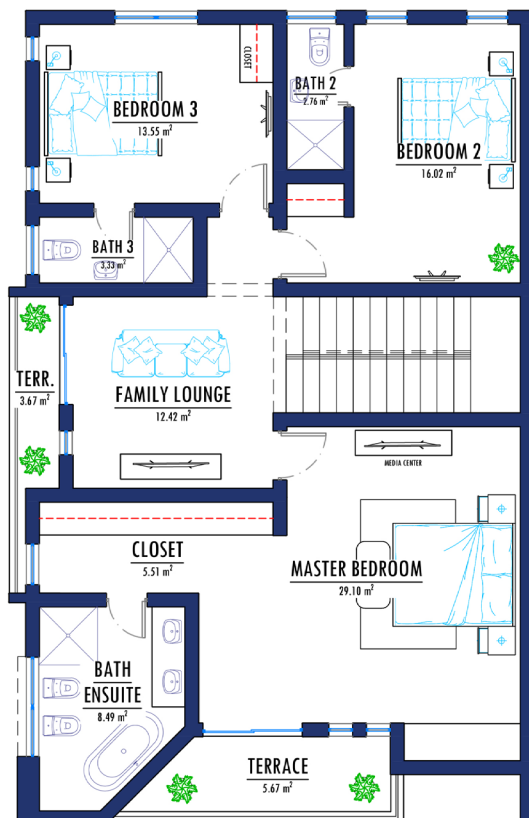 CLOSET
BATH 2
2.76 m²
BEDROOM 3
13.55 m²
BEDROOM 2
16.02 m²
BATH 3
3.33 m²
TERR.
3.67 m²
FAMILY LOUNGE
12.42 m²
MEDIA CENTER
CLOSET
5.51 m²
MASTER BEDROOM
29.10 m²
BATH
ENSUITE
8.49 m²
TERRACE
5.67 m²